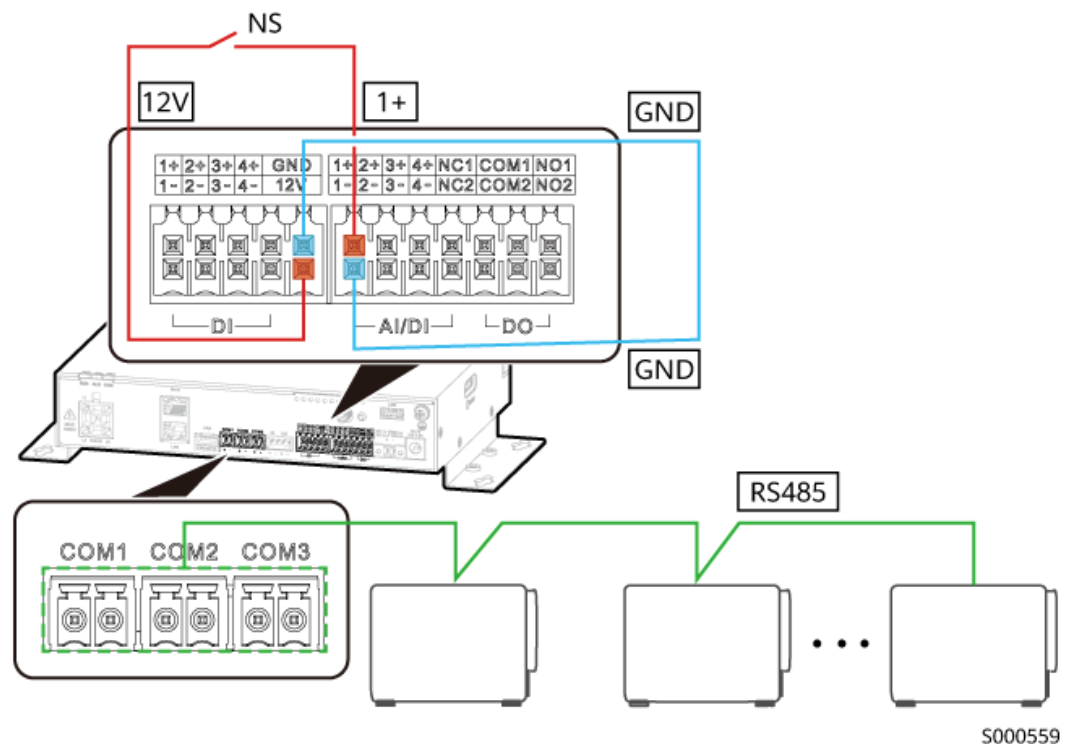 NS
12V
1+
GND
1+ 2+ 3+ 4+ GND
1- 2- 3- 4- 12V
1+ 2+ 3+ 4+ NC1 COM1 NO1
1- 2- 3- 4- NC2 COM2 NO2
DI
AI/DI
DO
GND
RS485
COM1 COM2 COM3
S000559